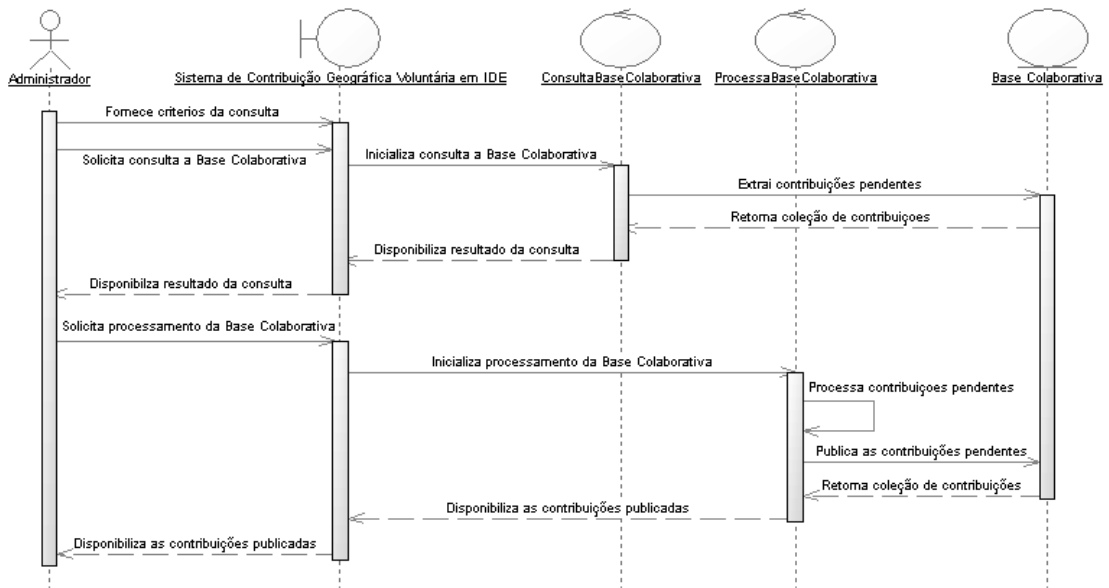 Administrador
Sistema de Contribuição Geográfica Voluntária em IDE
ConsultaBaseColaborativa
ProcessaBaseColaborativa
Base Colaborativa
Fornece criterios da consulta
Solicita consulta a Base Colaborativa
Inicializa consulta a Base Colaborativa
Extrai contribuições pendentes
Retorna coleção de contribuiçoes
Disponibiliza resultado da consulta
Disponibilza resultado da consulta
Solicita processamento da Base Colaborativa
Inicializa processamento da Base Colaborativa
Processa contribuiçoes pendentes
Publica as contribuições pendentes
Retorna coleção de contribuições
Disponibiliza as contribuições publicadas
Disponibiliza as contribuições publicadas